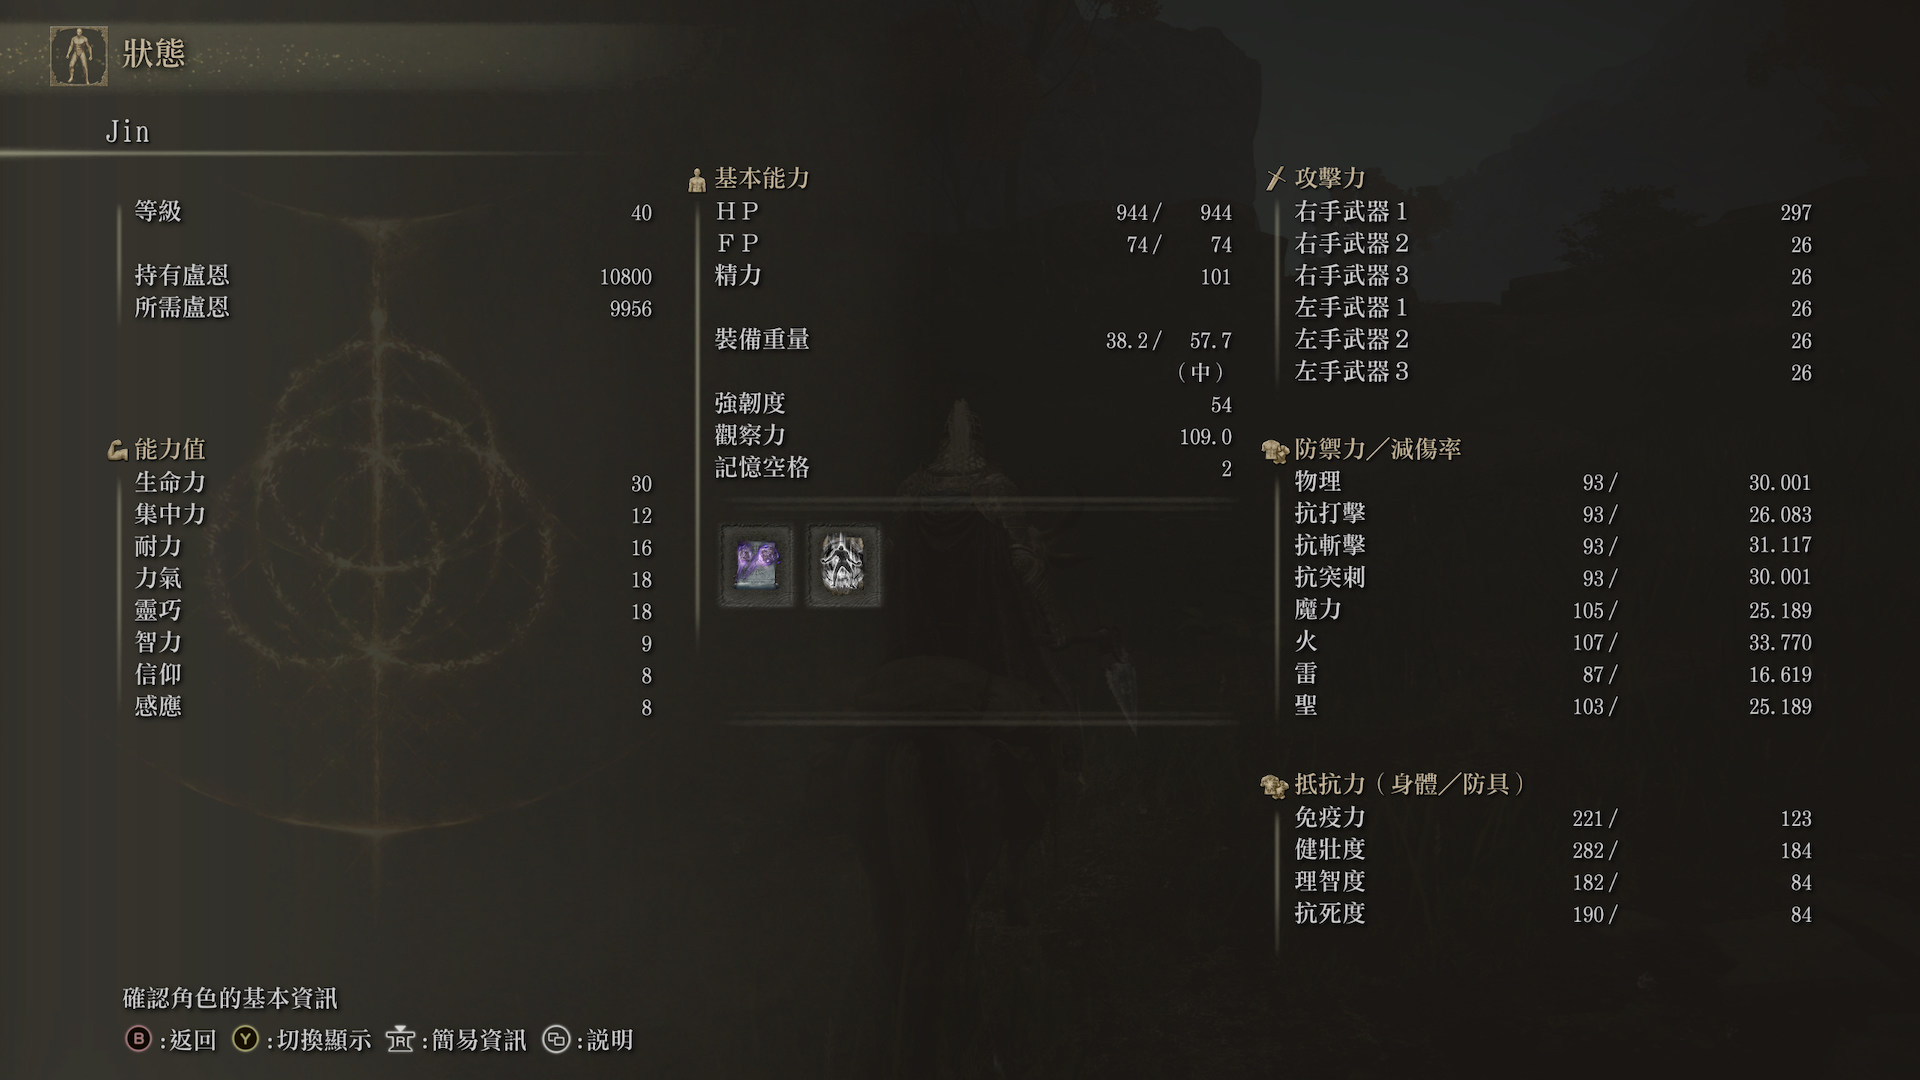 狀態
Jin
等級 40
持有盧恩 10800
所需盧恩 9956
能力值
生命力 30
集中力 12
耐力 16
力氣 18
靈巧 18
智力 9
信仰 8
感應 8
基本能力
ＨＰ 944/ 944
ＦＰ 74/ 74
精力 101
裝備重量 38.2/ 57.7
（中）
強韌度 54
觀察力 109.0
記憶空格 2
攻擊力
右手武器１ 297
右手武器２ 26
右手武器３ 26
左手武器１ 26
左手武器２ 26
左手武器３ 26
防禦力／減傷率
物理 93/ 30.001
抗打擊 93/ 26.083
抗斬擊 93/ 31.117
抗突刺 93/ 30.001
魔力 105/ 25.189
火 107/ 33.770
雷 87/ 16.619
聖 103/ 25.189
抵抗力（身體／防具）
免疫力 221/ 123
健壯度 282/ 184
理智度 182/ 84
抗死度 190/ 84
確認角色的基本資訊
B:返回 Y:切換顯示 R:簡易資訊 :説明